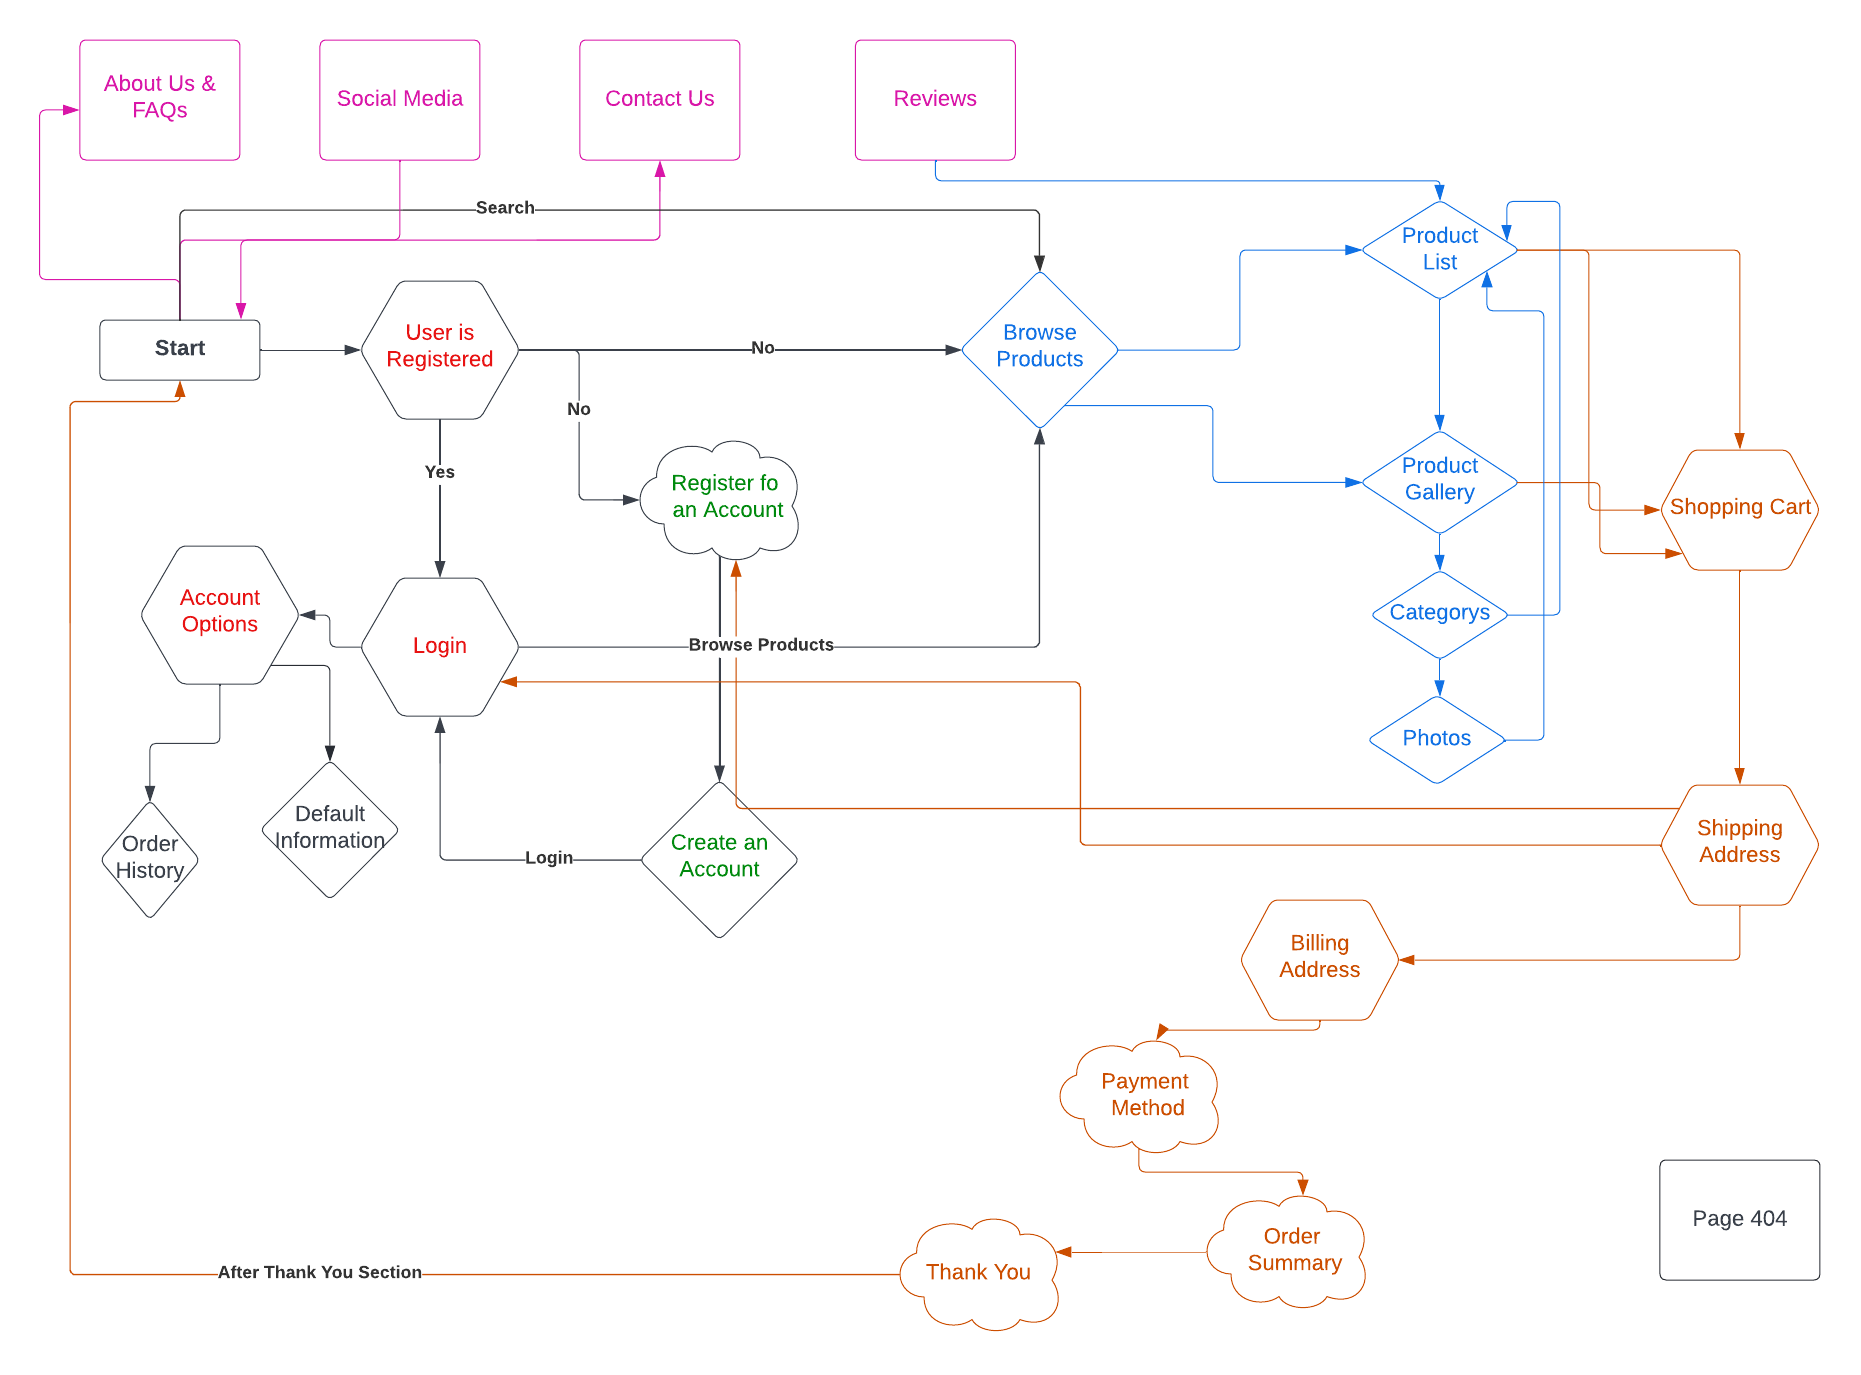 About Us &
FAQs
Social Media
Contact Us
Reviews
Search
Product
List
Start
User is
Registered
No
Browse
Products
No
Yes
Register fo
an Account
Product
Gallery
Shopping Cart
Account
Options
Login
Browse Products
Categorys
Photos
Order
History
Default
Information
Login
Create an
Account
Shipping
Address
Billing
Address
Payment
Method
Order
Summary
Thank You
After Thank You Section
Page 404